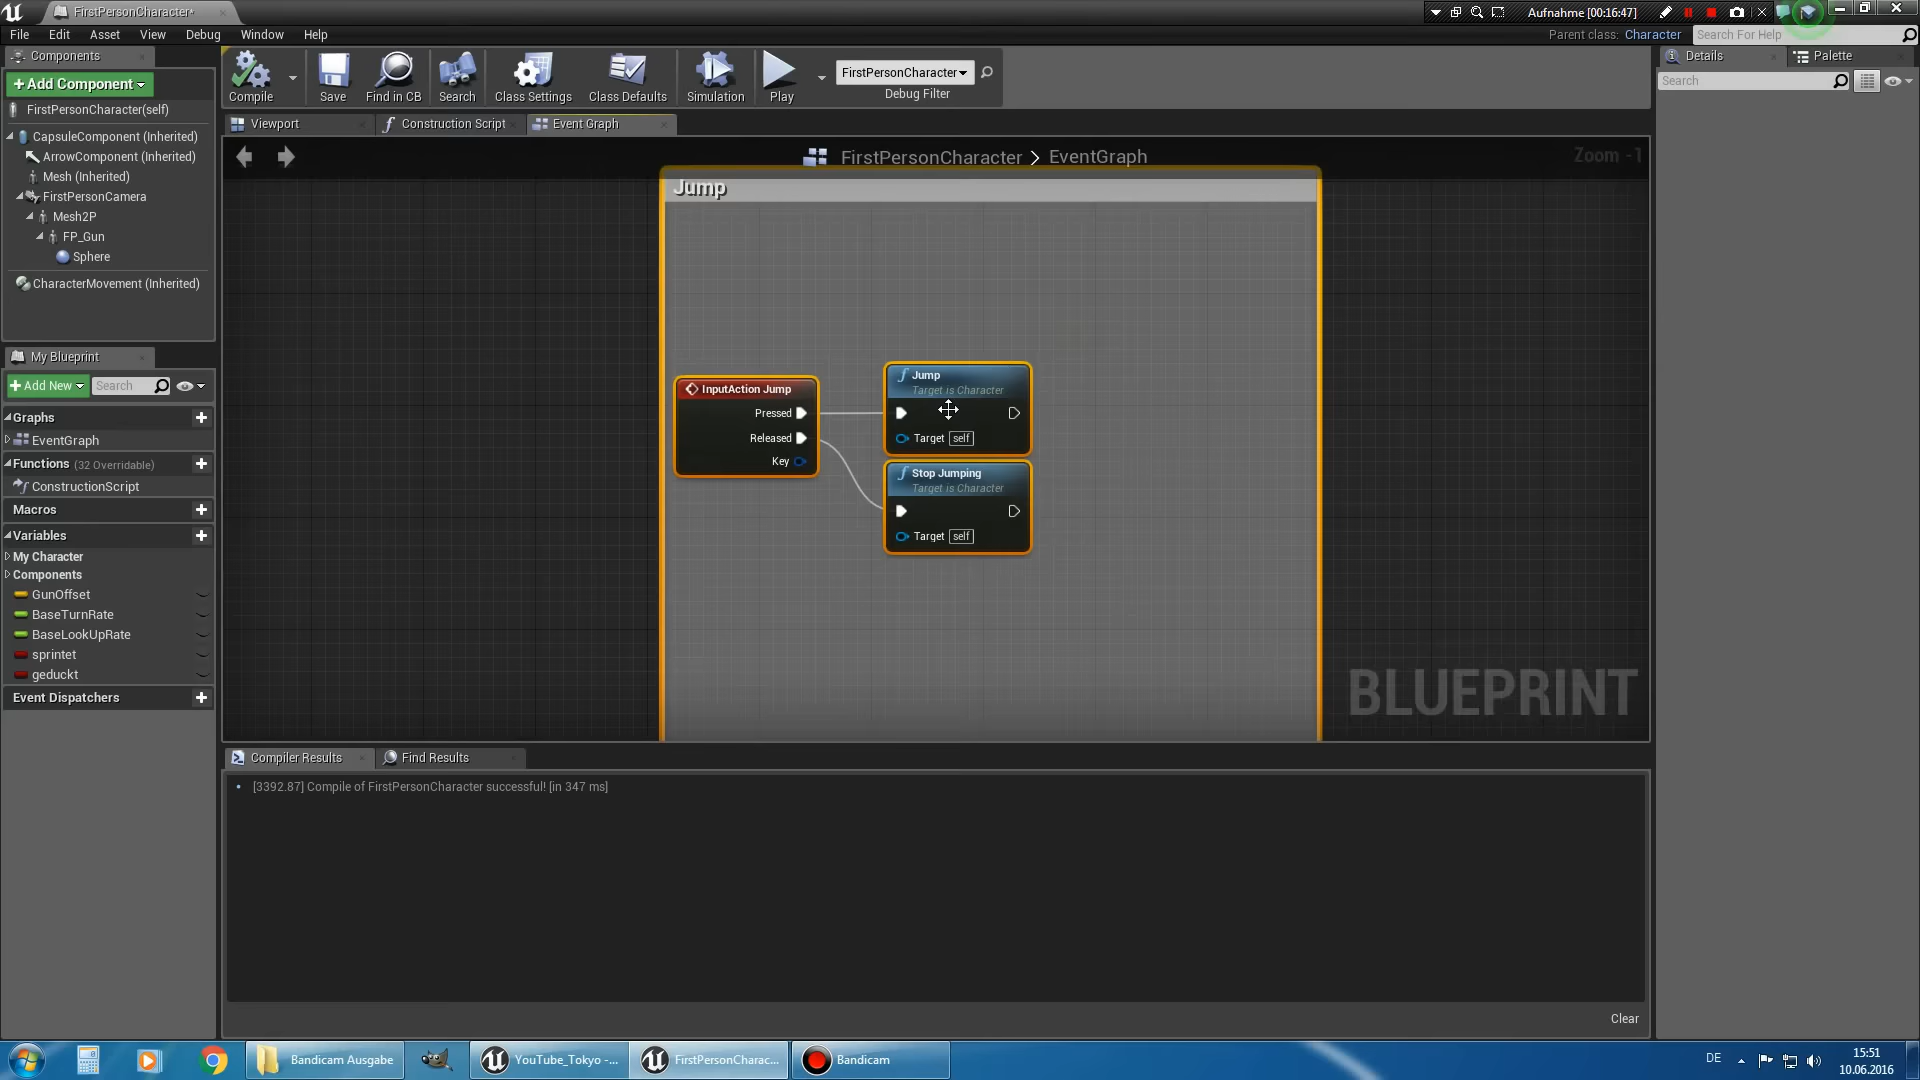 FirstPersonCharacter*
Aufnahme [00:16:47]
File Edit Asset View Debug Window Help
Parent class: Character
Search For Help
Components
Add Component
FirstPersonCharacter(self)
CapsuleComponent (Inherited)
ArrowComponent (Inherited)
Mesh (Inherited)
FirstPersonCamera
Mesh2P
FP_Gun
Sphere
CharacterMovement (Inherited)
Compile
Save
Find in CB
Search
Class Settings
Class Defaults
Simulation
Play
FirstPersonCharacter
Debug Filter
Details
Palette
Search
Viewport
Construction Script
Event Graph
FirstPersonCharacter > EventGraph
Zoom -1
Jump
InputAction Jump
Pressed
Released
Key
Jump
Target is Character
Target self
Stop Jumping
Target is Character
Target self
BLUEPRINT
My Blueprint
Add New
Search
Graphs
EventGraph
Functions (32 Overridable)
ConstructionScript
Macros
Variables
My Character
Components
GunOffset
BaseTurnRate
BaseLookUpRate
sprintet
geduckt
Event Dispatchers
Compiler Results
Find Results
[3392.87] Compile of FirstPersonCharacter successful! [in 347 ms]
Clear
Bandicam Ausgabe
YouTube_Tokyo -...
FirstPersonCharac...
Bandicam
DE
15:51
10.06.2016